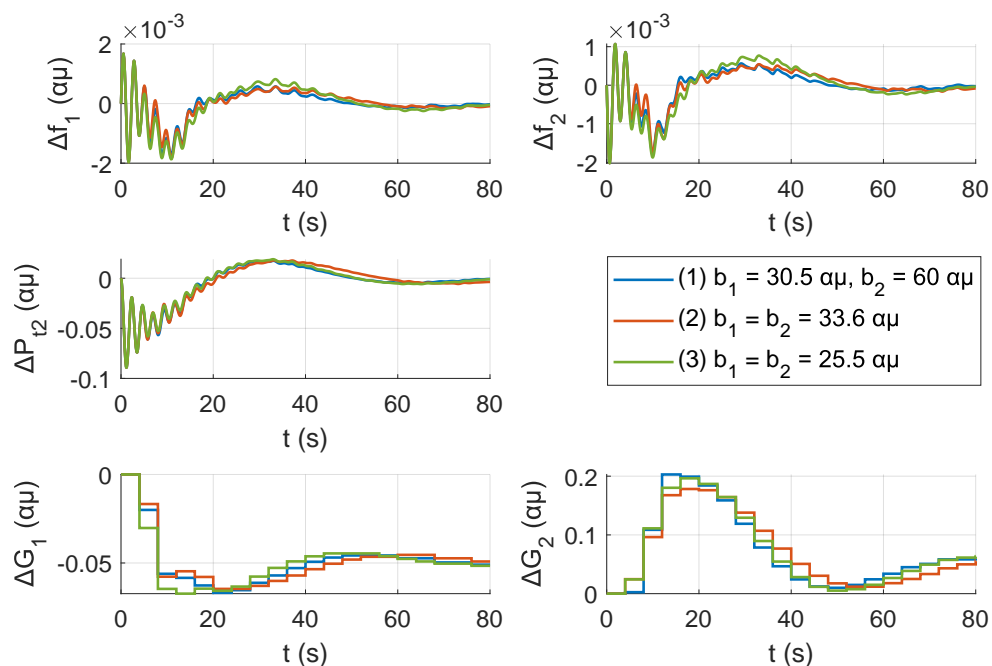 ×10⁻³
2
0
-2
Δf₁ (αμ)
0 20 40 60 80
t (s)
×10⁻³
1
0
-1
-2
Δf₂ (αμ)
0 20 40 60 80
t (s)
0
-0.05
-0.1
ΔPₜ₂ (αμ)
0 20 40 60 80
t (s)
(1) b₁ = 30.5 αμ, b₂ = 60 αμ
(2) b₁ = b₂ = 33.6 αμ
(3) b₁ = b₂ = 25.5 αμ
0
-0.05
ΔG₁ (αμ)
0 20 40 60 80
t (s)
0.2
0.1
0
ΔG₂ (αμ)
0 20 40 60 80
t (s)